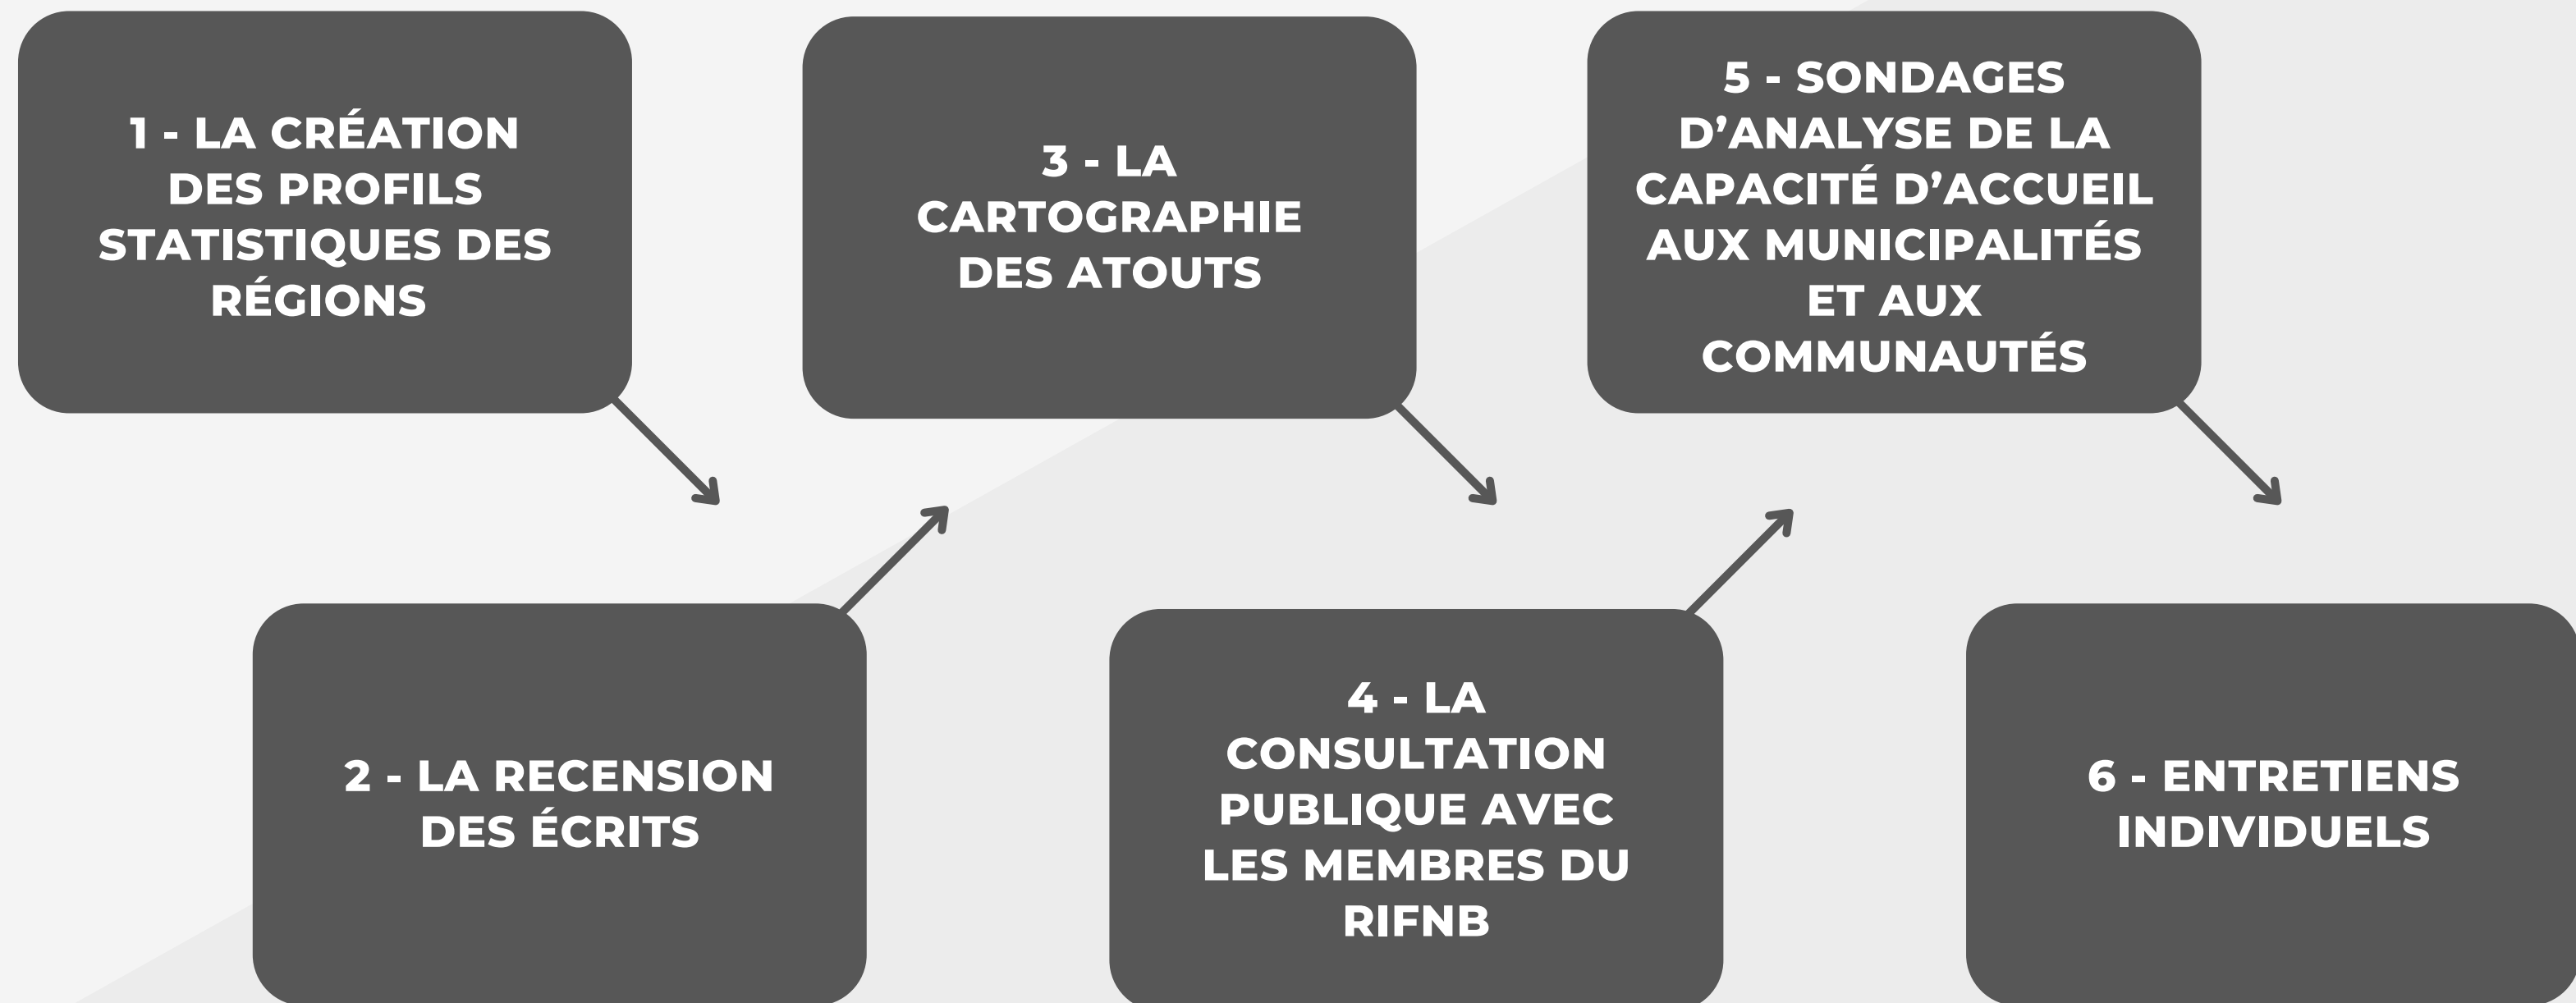 1 - LA CRÉATION
DES PROFILS
STATISTIQUES DES
RÉGIONS
2 - LA RECENSION
DES ÉCRITS
3 - LA
CARTOGRAPHIE
DES ATOUTS
4 - LA
CONSULTATION
PUBLIQUE AVEC
LES MEMBRES DU
RIFNB
5 - SONDAGES
D’ANALYSE DE LA
CAPACITÉ D’ACCUEIL
AUX MUNICIPALITÉS
ET AUX
COMMUNAUTÉS
6 - ENTRETIENS
INDIVIDUELS